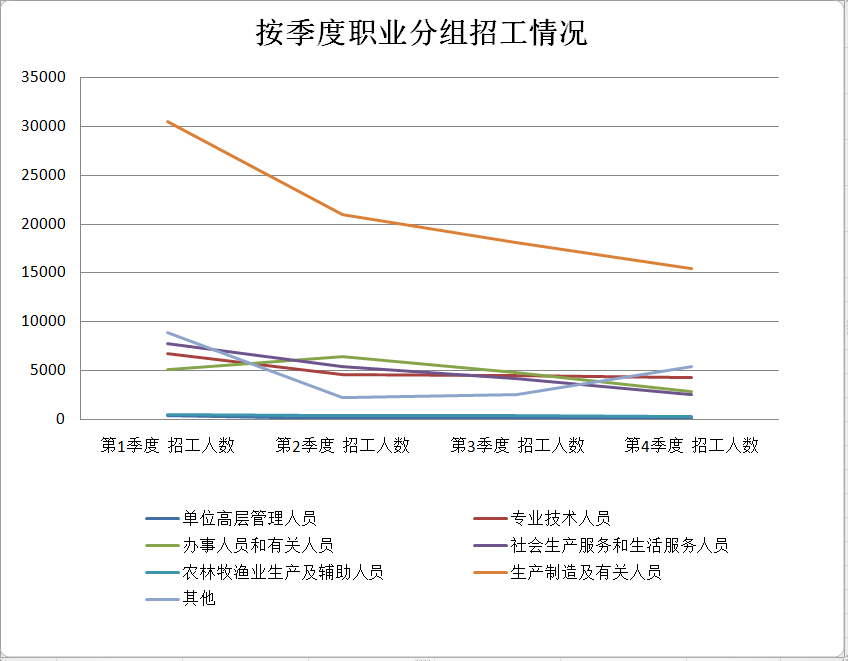 按季度职业分组招工情况
35000
30000
25000
20000
15000
10000
5000
0
第1季度 招工人数 第2季度 招工人数 第3季度 招工人数 第4季度 招工人数
单位高层管理人员 专业技术人员
办事人员和有关人员 社会生产服务和生活服务人员
农林牧渔业生产及辅助人员 生产制造及有关人员
其他